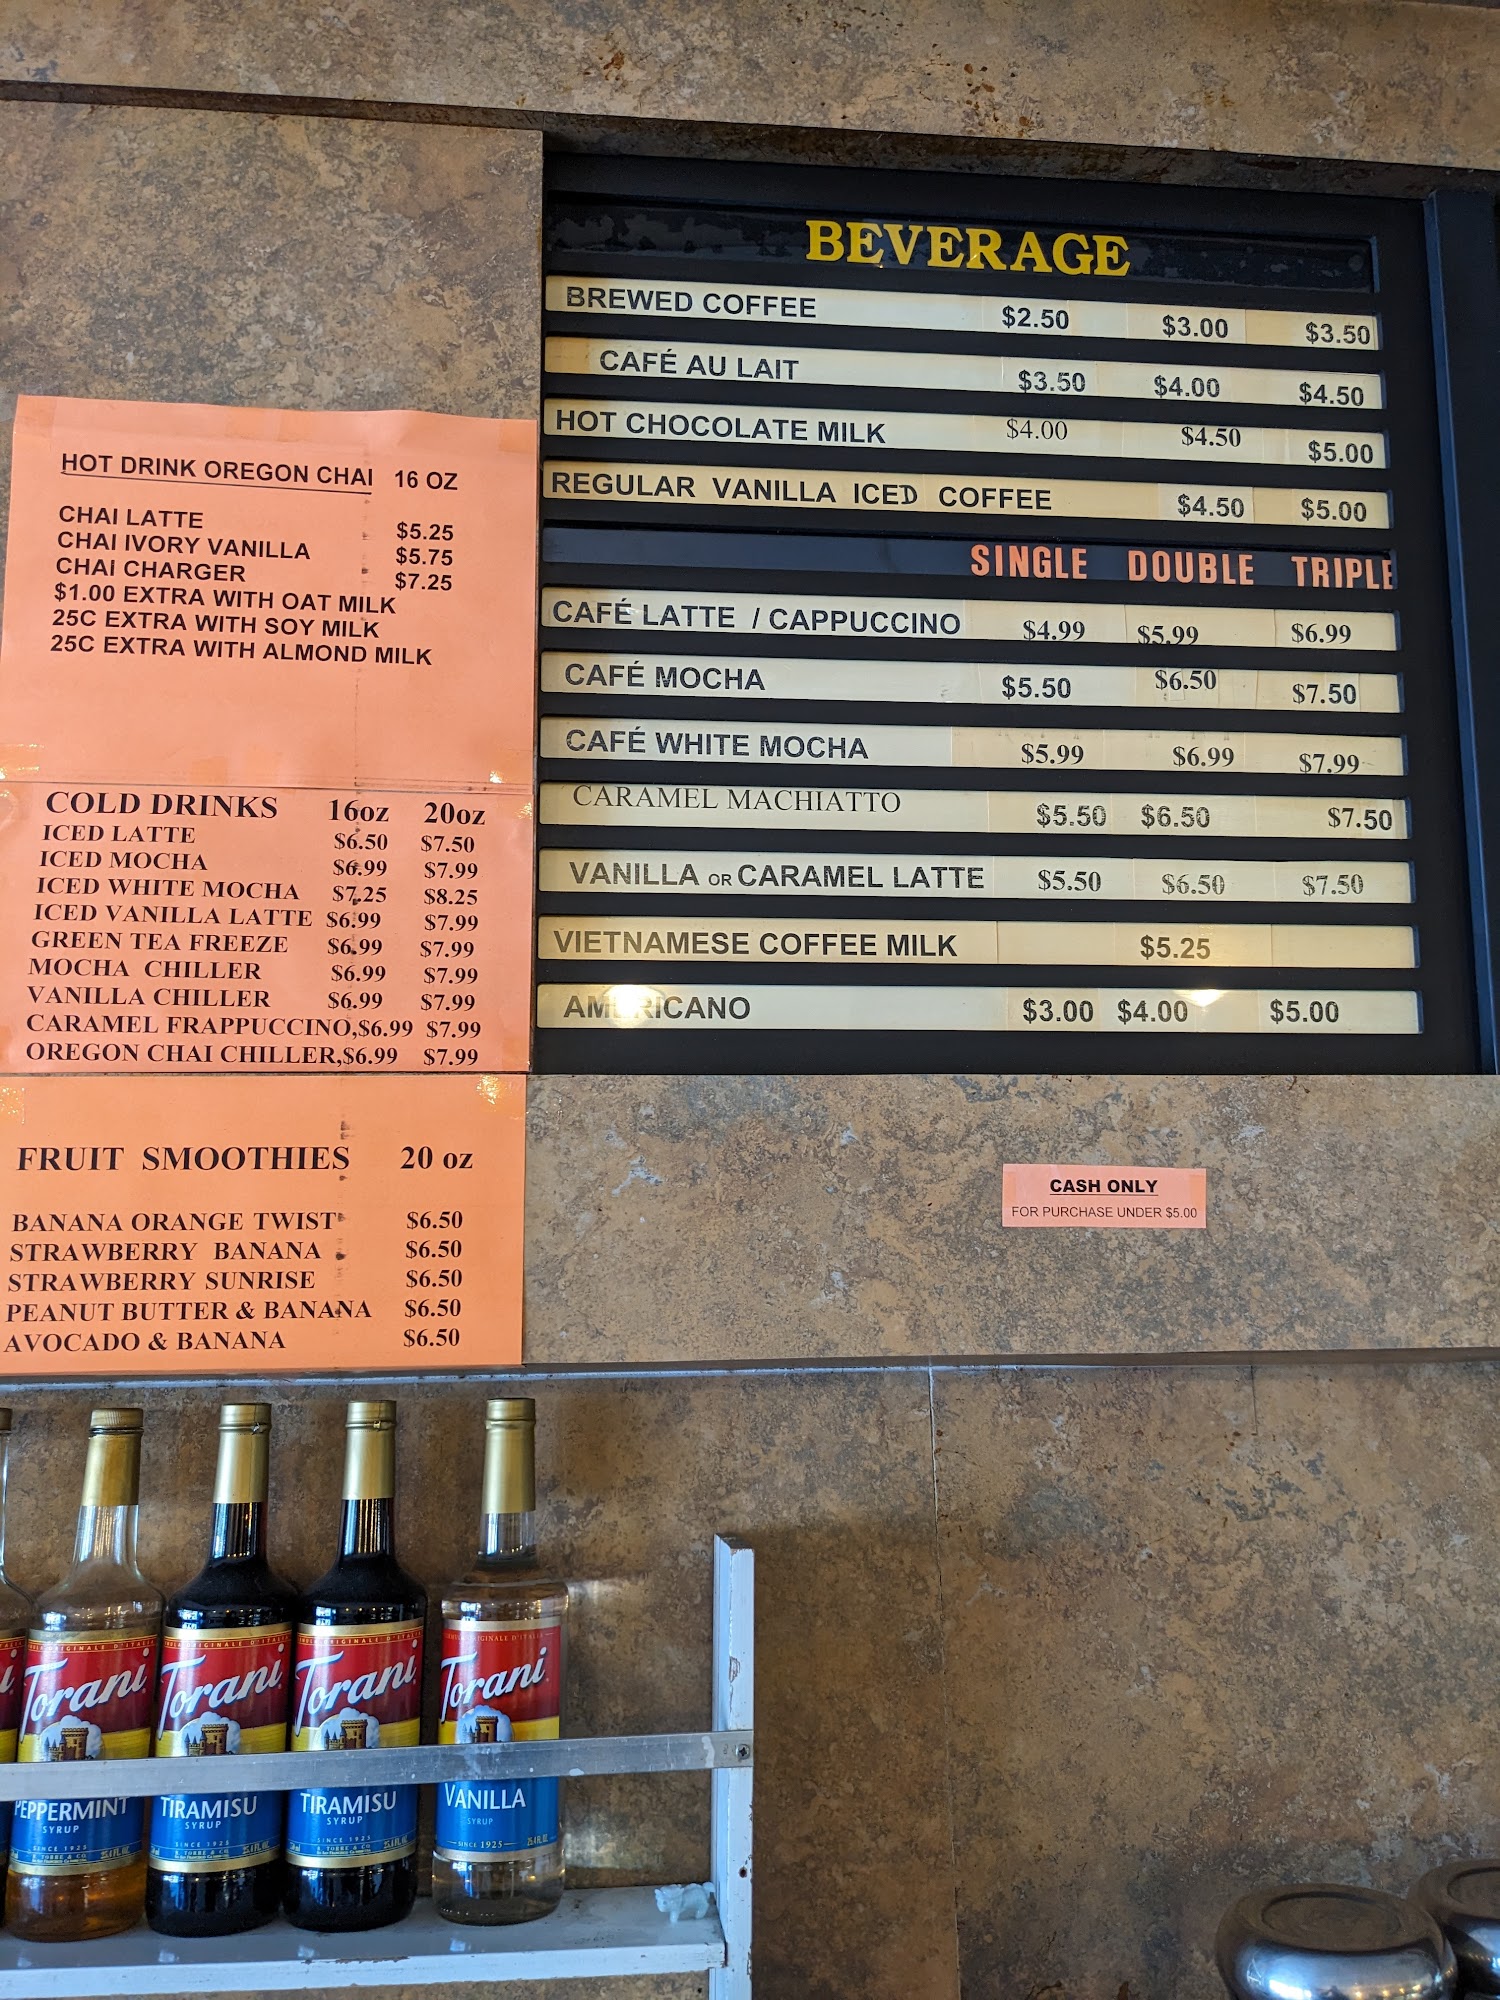 BEVERAGE
BREWED COFFEE $2.50 $3.00 $3.50
CAFÉ AU LAIT $3.50 $4.00 $4.50
HOT CHOCOLATE MILK $4.00 $4.50 $5.00
REGULAR VANILLA ICED COFFEE $4.50 $5.00
SINGLE DOUBLE TRIPLE
CAFÉ LATTE / CAPPUCCINO $4.99 $5.99 $6.99
CAFÉ MOCHA $5.50 $6.50 $7.50
CAFÉ WHITE MOCHA $5.99 $6.99 $7.99
CARAMEL MACHIATTO $5.50 $6.50 $7.50
VANILLA OR CARAMEL LATTE $5.50 $6.50 $7.50
VIETNAMESE COFFEE MILK $5.25
AMERICANO $3.00 $4.00 $5.00
HOT DRINK OREGON CHAI 16 OZ
CHAI LATTE $5.25
CHAI IVORY VANILLA $5.75
CHAI CHARGER $7.25
$1.00 EXTRA WITH OAT MILK
25C EXTRA WITH SOY MILK
25C EXTRA WITH ALMOND MILK
COLD DRINKS 16oz 20oz
ICED LATTE $6.50 $7.50
ICED MOCHA $6.99 $7.99
ICED WHITE MOCHA $7.25 $8.25
ICED VANILLA LATTE $6.99 $7.99
GREEN TEA FREEZE $6.99 $7.99
MOCHA CHILLER $6.99 $7.99
VANILLA CHILLER $6.99 $7.99
CARAMEL FRAPPUCCINO,$6.99 $7.99
OREGON CHAI CHILLER,$6.99 $7.99
FRUIT SMOOTHIES 20 oz
BANANA ORANGE TWIST $6.50
STRAWBERRY BANANA $6.50
STRAWBERRY SUNRISE $6.50
PEANUT BUTTER & BANANA $6.50
AVOCADO & BANANA $6.50
CASH ONLY
FOR PURCHASE UNDER $5.00
Torani
PEPPERMINT
SYRUP
SINCE 1925
Torani
TIRAMISU
SYRUP
SINCE 1925
Torani
TIRAMISU
SYRUP
SINCE 1925
Torani
VANILLA
SYRUP
SINCE 1925